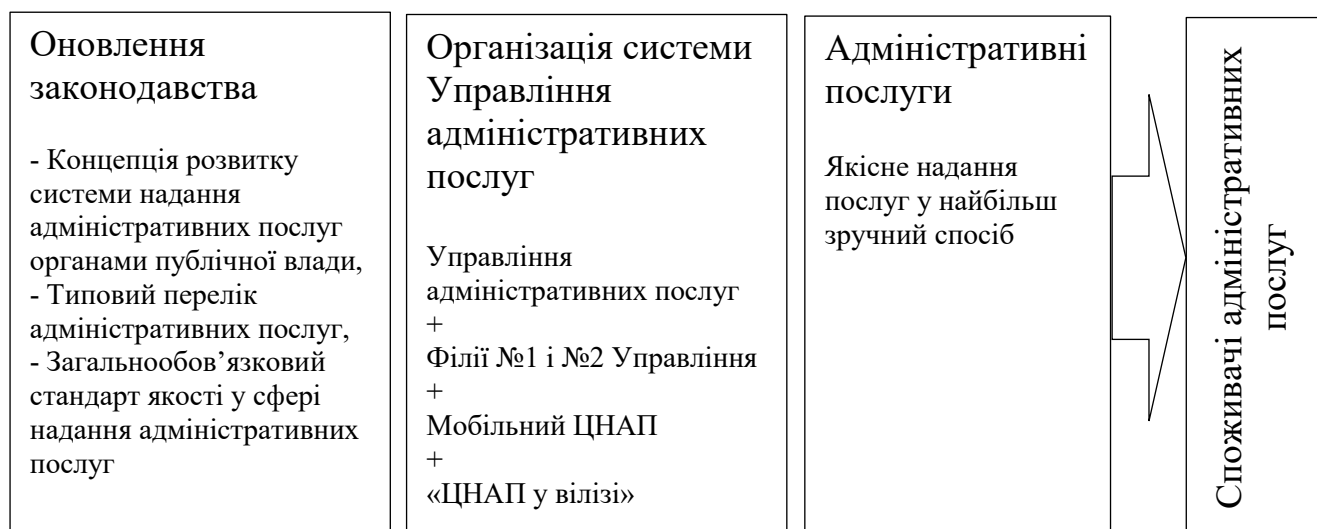 Оновлення
законодавства
- Концепція розвитку
системи надання
адміністративних послуг
органами публічної влади,
- Типовий перелік
адміністративних послуг,
- Загальнообов’язковий
стандарт якості у сфері
надання адміністративних
послуг
Організація системи
Управління
адміністративних
послуг
Управління
адміністративних послуг
+
Філії №1 і №2 Управління
+
Мобільний ЦНАП
+
«ЦНАП у вілізі»
Адміністративні
послуги
Якісне надання
послуг у найбільш
зручний спосіб
Споживачі адміністративних
послуг